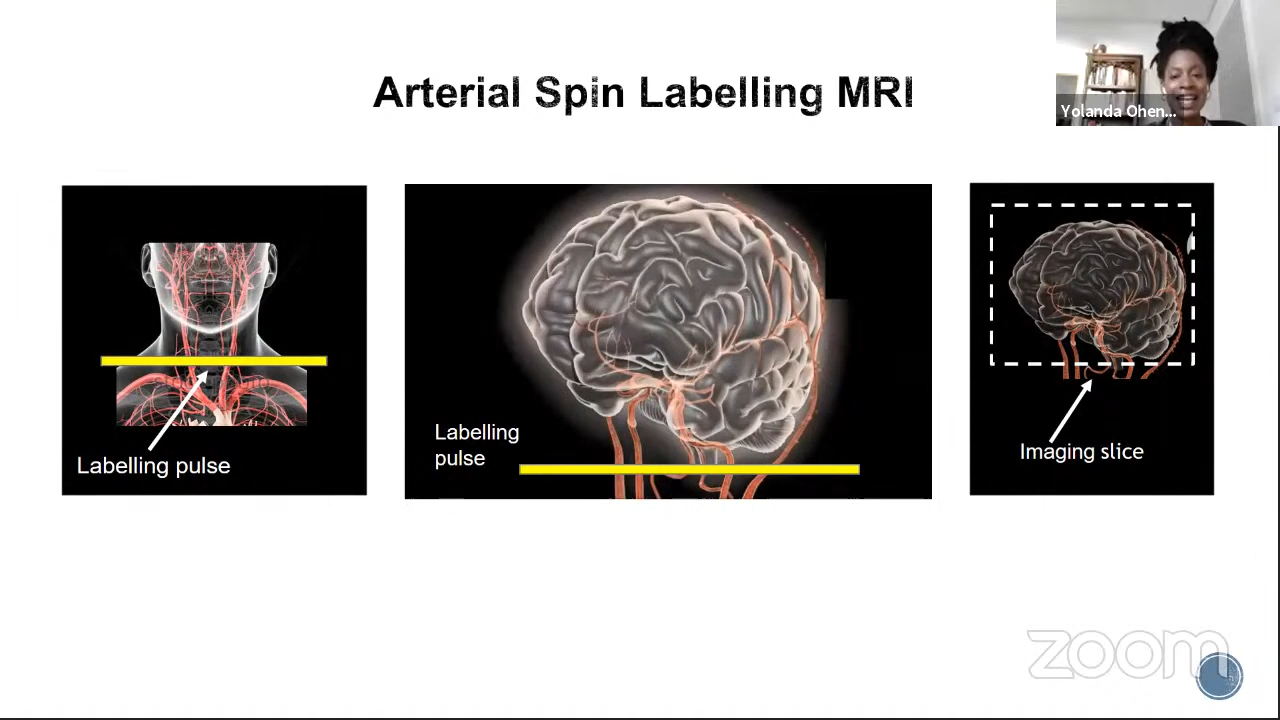 Arterial Spin Labelling MRI
Yolanda Ohen...
Labelling pulse
Labelling
pulse
Imaging slice
zoom